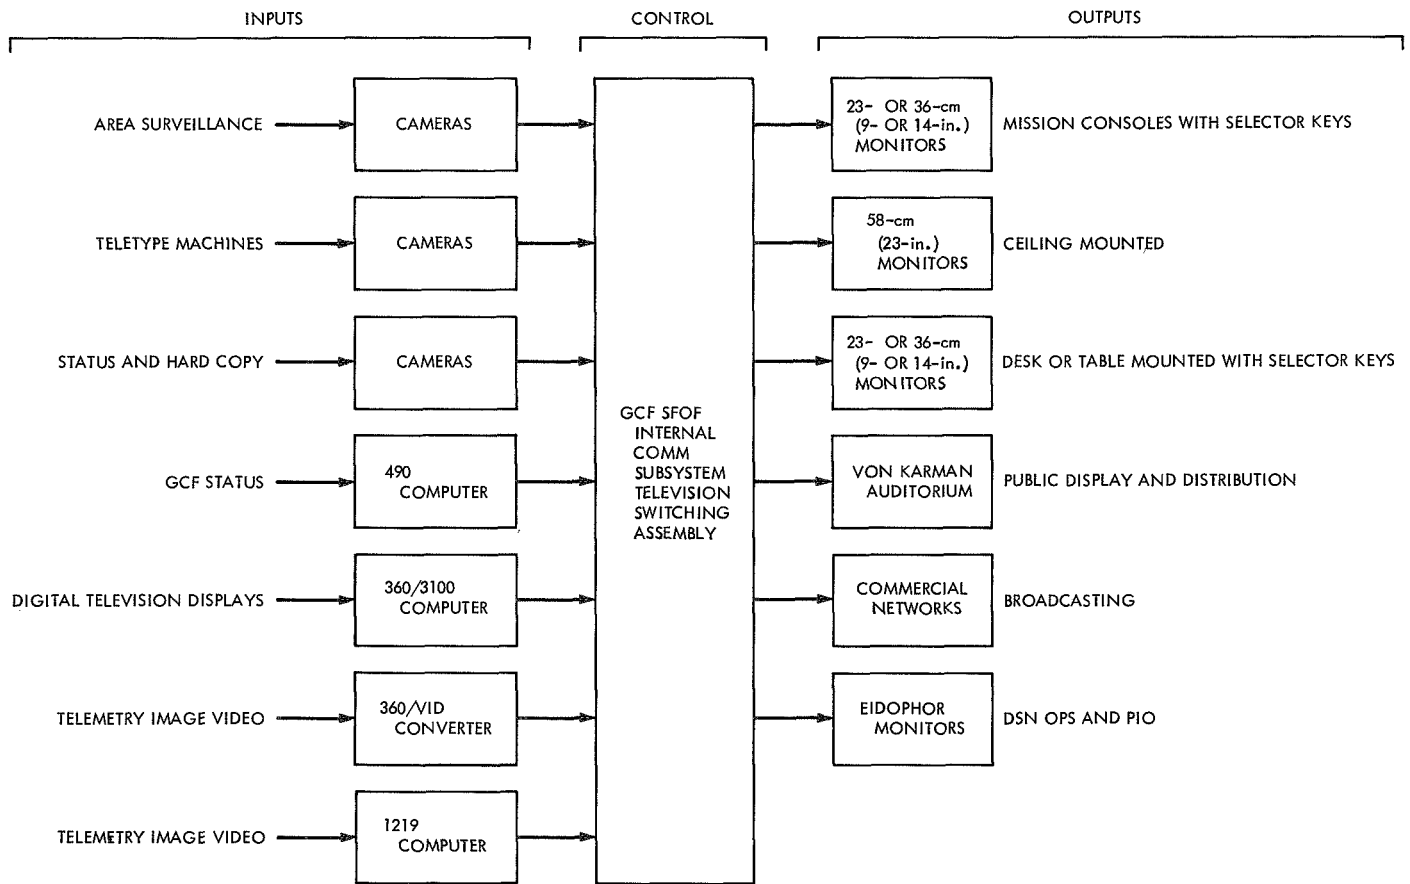 INPUTS
CONTROL
OUTPUTS
AREA SURVEILLANCE
CAMERAS
23- OR 36-cm
(9- OR 14-in.)
MONITORS
MISSION CONSOLES WITH SELECTOR KEYS
TELETYPE MACHINES
CAMERAS
58-cm
(23-in.)
MONITORS
CEILING MOUNTED
STATUS AND HARD COPY
CAMERAS
23- OR 36-cm
(9- OR 14-in.)
MONITORS
DESK OR TABLE MOUNTED WITH SELECTOR KEYS
GCF SFOF
INTERNAL
COMM
SUBSYSTEM
TELEVISION
SWITCHING
ASSEMBLY
GCF STATUS
490
COMPUTER
VON KARMAN
AUDITORIUM
PUBLIC DISPLAY AND DISTRIBUTION
DIGITAL TELEVISION DISPLAYS
360/3100
COMPUTER
COMMERCIAL
NETWORKS
BROADCASTING
TELEMETRY IMAGE VIDEO
360/VID
CONVERTER
EIDOPHOR
MONITORS
DSN OPS AND PIO
TELEMETRY IMAGE VIDEO
1219
COMPUTER